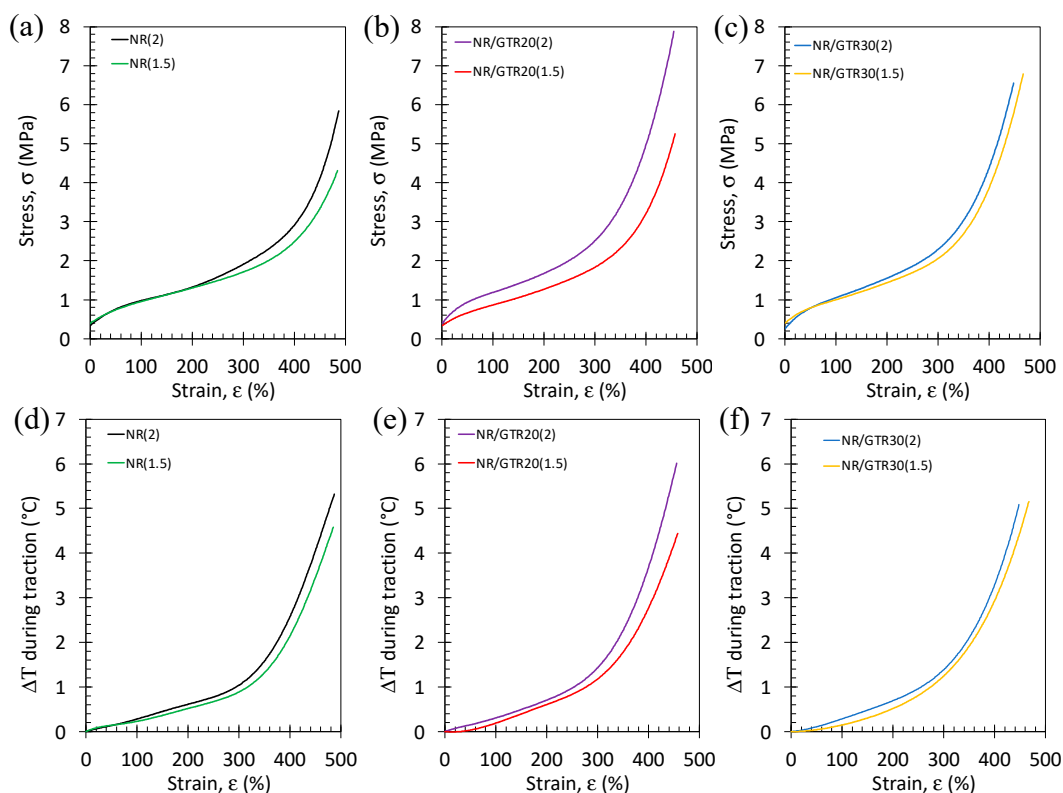 (a)
NR(2)
NR(1.5)
Stress, σ (MPa)
8
7
6
5
4
3
2
1
0
0 100 200 300 400 500
Strain, ε (%)
(b)
NR/GTR20(2)
NR/GTR20(1.5)
Stress, σ (MPa)
8
7
6
5
4
3
2
1
0
0 100 200 300 400 500
Strain, ε (%)
(c)
NR/GTR30(2)
NR/GTR30(1.5)
Stress, σ (MPa)
8
7
6
5
4
3
2
1
0
0 100 200 300 400 500
Strain, ε (%)
(d)
NR(2)
NR(1.5)
ΔT during traction (°C)
7
6
5
4
3
2
1
0
0 100 200 300 400 500
Strain, ε (%)
(e)
NR/GTR20(2)
NR/GTR20(1.5)
ΔT during traction (°C)
7
6
5
4
3
2
1
0
0 100 200 300 400 500
Strain, ε (%)
(f)
NR/GTR30(2)
NR/GTR30(1.5)
ΔT during traction (°C)
7
6
5
4
3
2
1
0
0 100 200 300 400 500
Strain, ε (%)